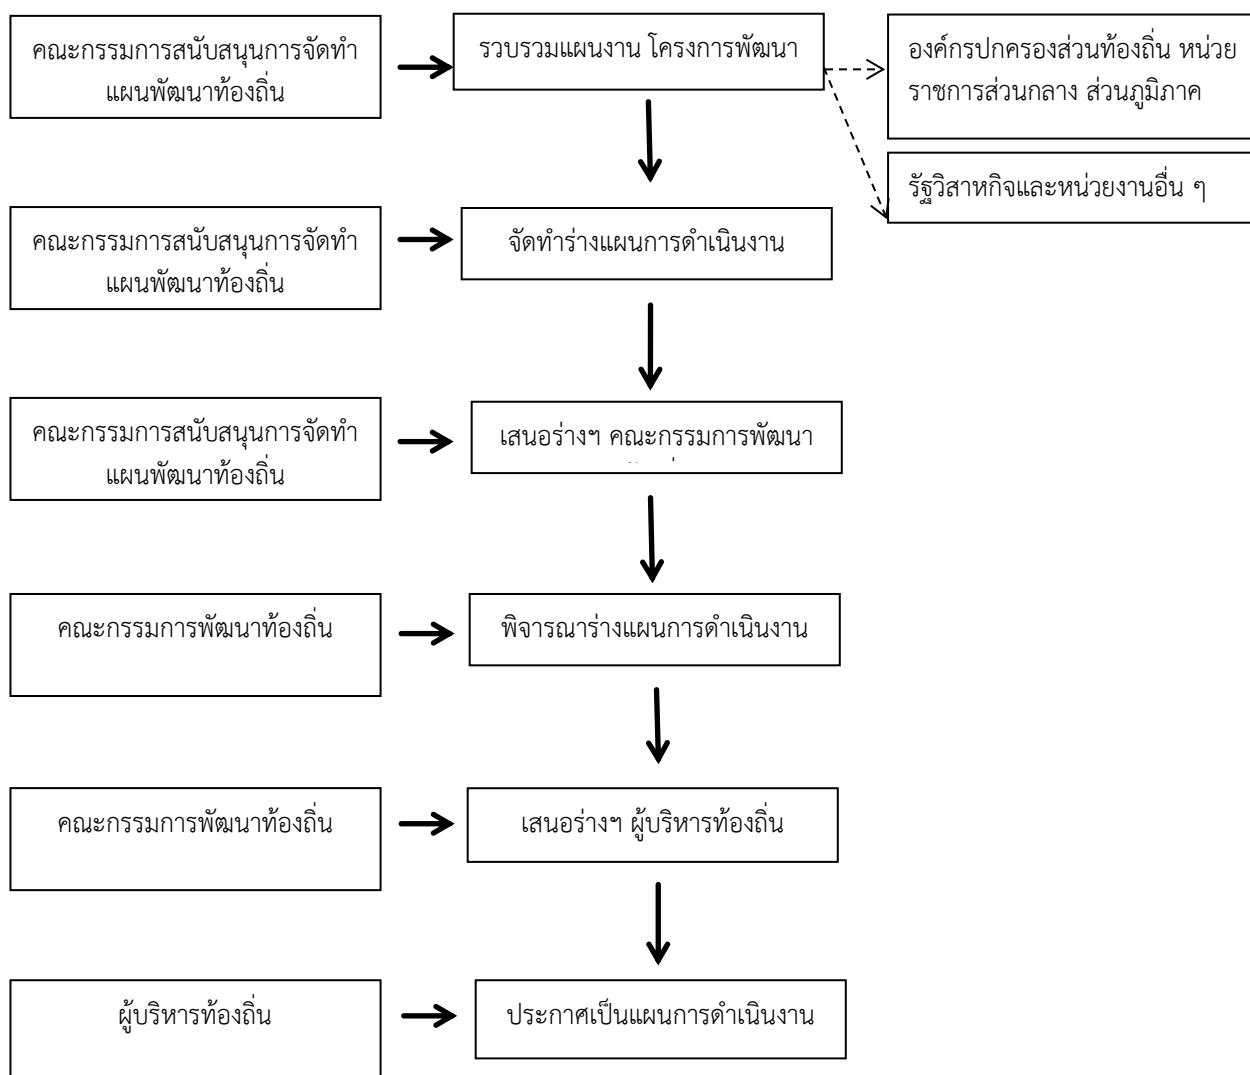 คณะกรรมการสนับสนุนการจัดทำ
แผนพัฒนาท้องถิ่น
รวบรวมแผนงาน โครงการพัฒนา
องค์กรปกครองส่วนท้องถิ่น หน่วย
ราชการส่วนกลาง ส่วนภูมิภาค
รัฐวิสาหกิจและหน่วยงานอื่น ๆ
คณะกรรมการสนับสนุนการจัดทำ
แผนพัฒนาท้องถิ่น
จัดทำร่างแผนการดำเนินงาน
คณะกรรมการสนับสนุนการจัดทำ
แผนพัฒนาท้องถิ่น
เสนอร่างฯ คณะกรรมการพัฒนา
คณะกรรมการพัฒนาท้องถิ่น
พิจารณาร่างแผนการดำเนินงาน
คณะกรรมการพัฒนาท้องถิ่น
เสนอร่างฯ ผู้บริหารท้องถิ่น
ผู้บริหารท้องถิ่น
ประกาศเป็นแผนการดำเนินงาน